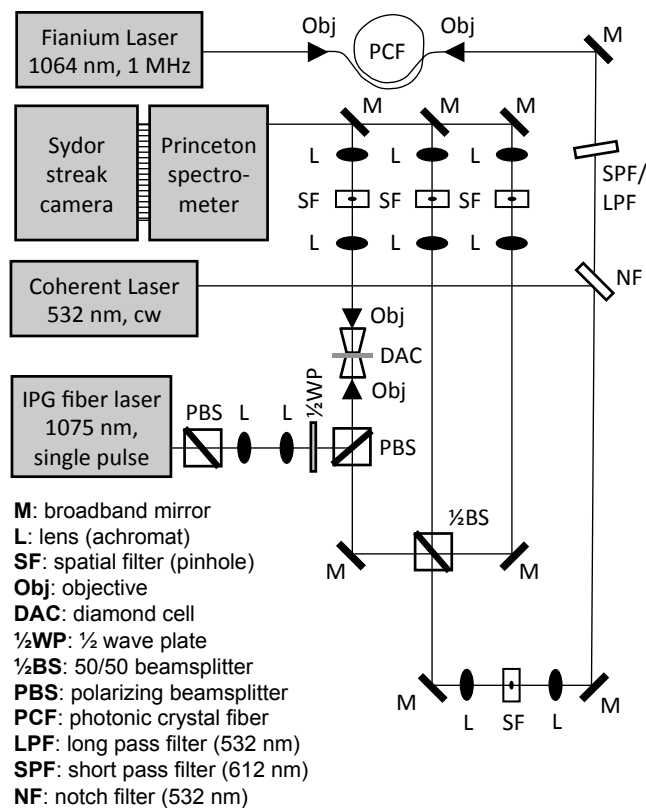 Obj
Obj
Fianium Laser
1064 nm, 1 MHz
PCF
M
M
M
M
Sydor
streak
camera
Princeton
spectro-
meter
L
L
L
SPF/
LPF
SF
SF
SF
L
L
L
Coherent Laser
532 nm, cw
NF
Obj
DAC
Obj
IPG fiber laser
1075 nm,
single pulse
PBS
L
L
½WP
PBS
½BS
M
M
M
L
SF
L
M
M: broadband mirror
L: lens (achromat)
SF: spatial filter (pinhole)
Obj: objective
DAC: diamond cell
½WP: ½ wave plate
½BS: 50/50 beamsplitter
PBS: polarizing beamsplitter
PCF: photonic crystal fiber
LPF: long pass filter (532 nm)
SPF: short pass filter (612 nm)
NF: notch filter (532 nm)